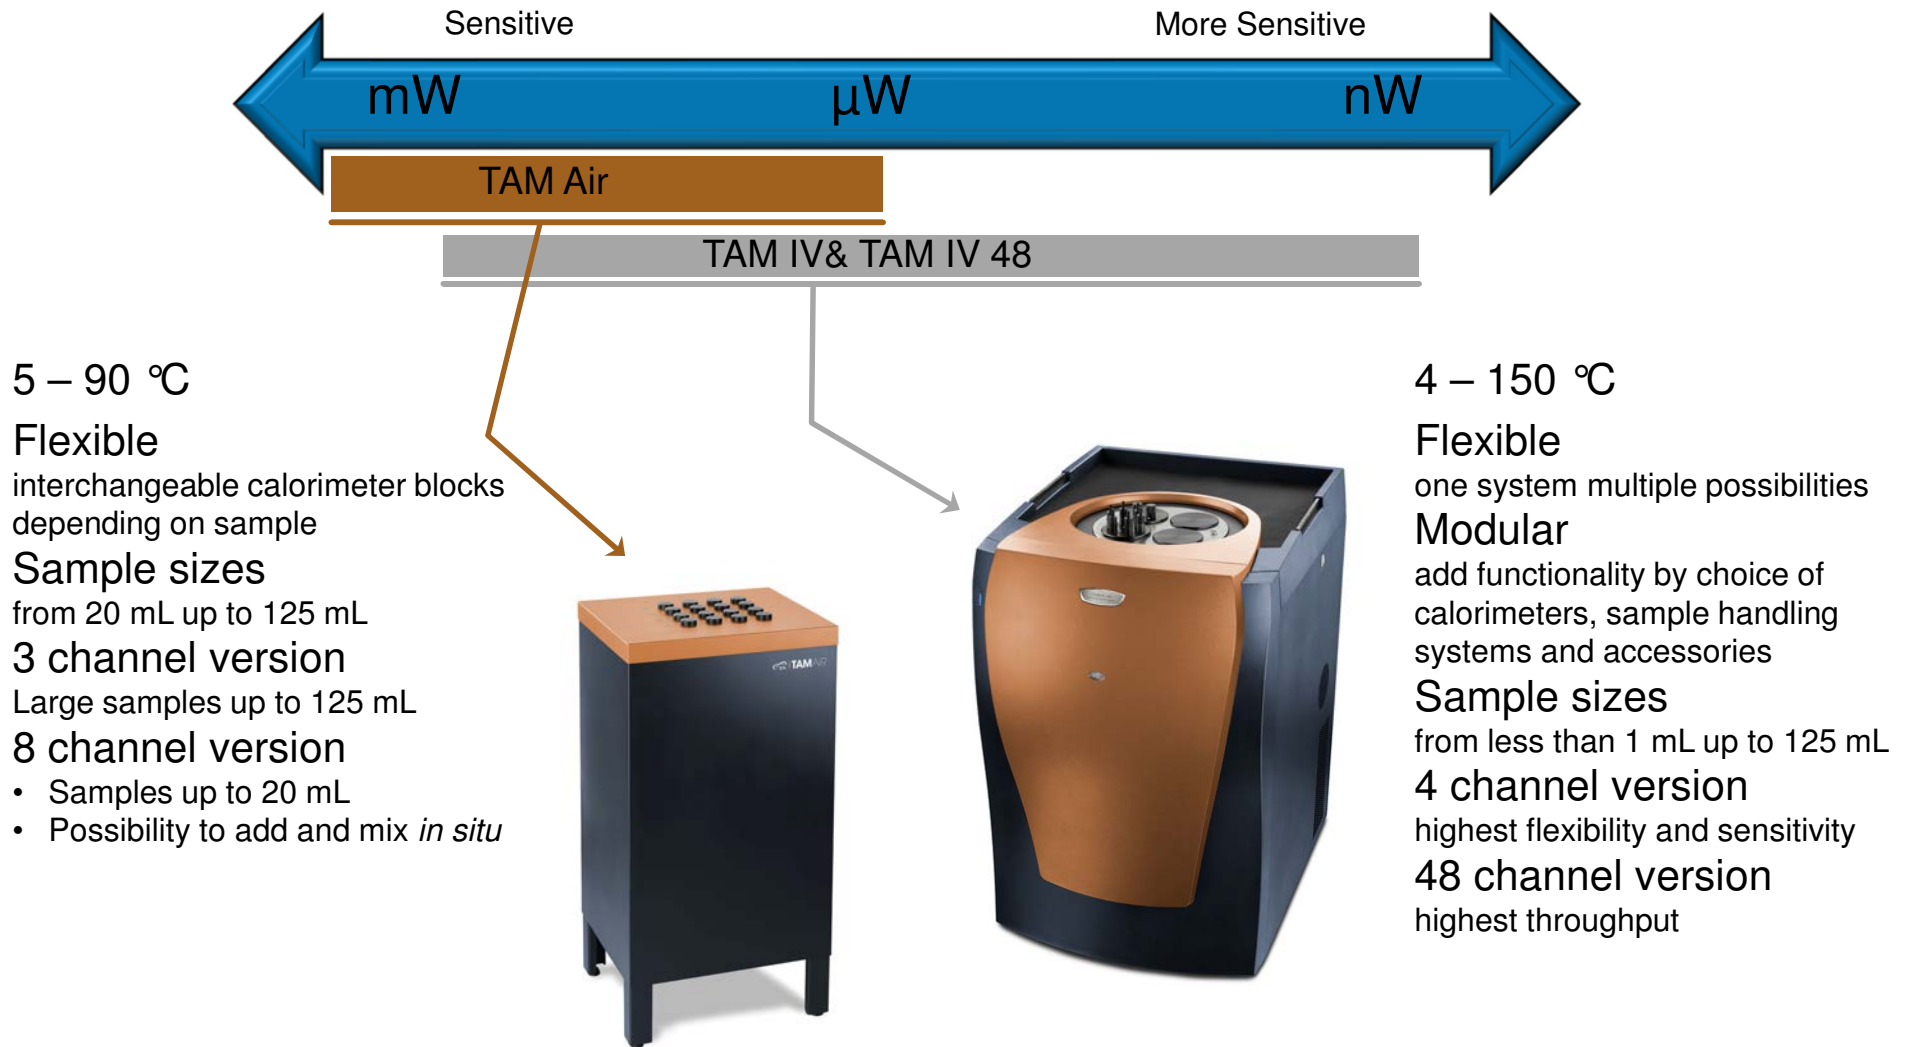 Sensitive
More Sensitive
mW
µW
nW
TAM Air
TAM IV& TAM IV 48
5 – 90 °C
Flexible
interchangeable calorimeter blocks
depending on sample
Sample sizes
from 20 mL up to 125 mL
3 channel version
Large samples up to 125 mL
8 channel version
• Samples up to 20 mL
• Possibility to add and mix in situ
TAMAIR
4 – 150 °C
Flexible
one system multiple possibilities
Modular
add functionality by choice of
calorimeters, sample handling
systems and accessories
Sample sizes
from less than 1 mL up to 125 mL
4 channel version
highest flexibility and sensitivity
48 channel version
highest throughput